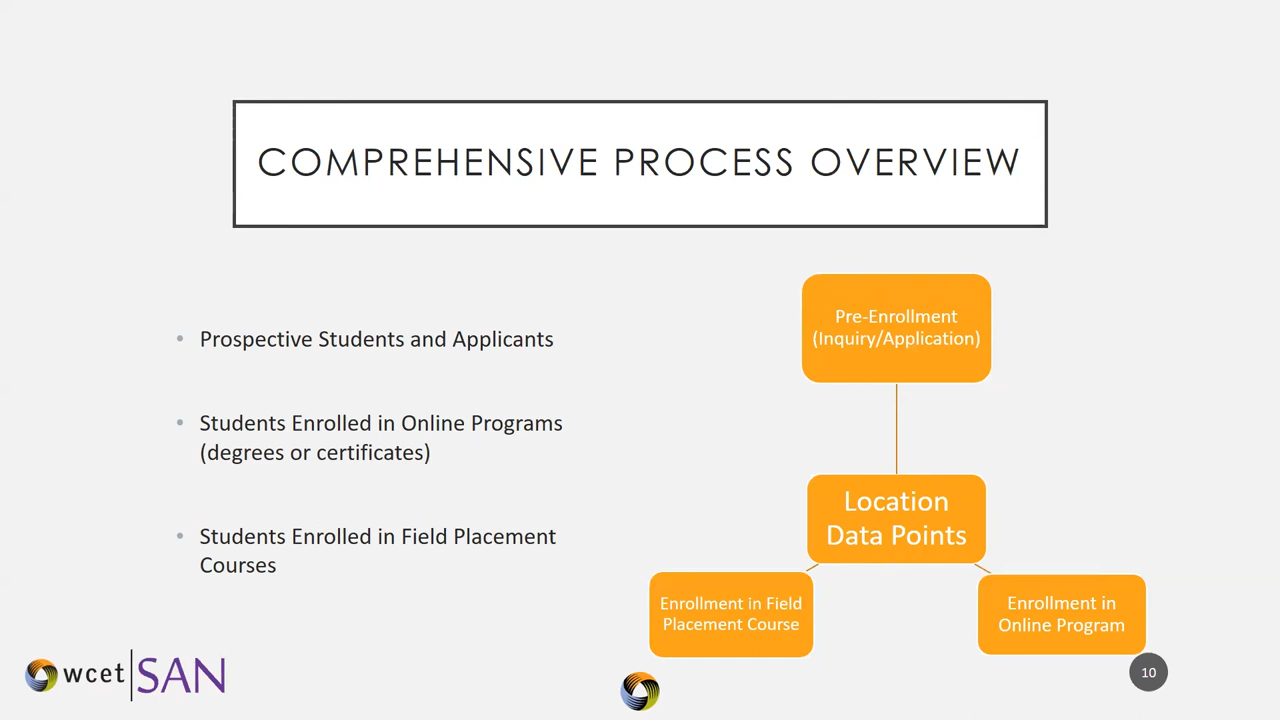 COMPREHENSIVE PROCESS OVERVIEW
• Prospective Students and Applicants
• Students Enrolled in Online Programs
(degrees or certificates)
• Students Enrolled in Field Placement
Courses
Pre-Enrollment
(Inquiry/Application)
Location
Data Points
Enrollment in Field
Placement Course
Enrollment in
Online Program
wcet|SAN
10